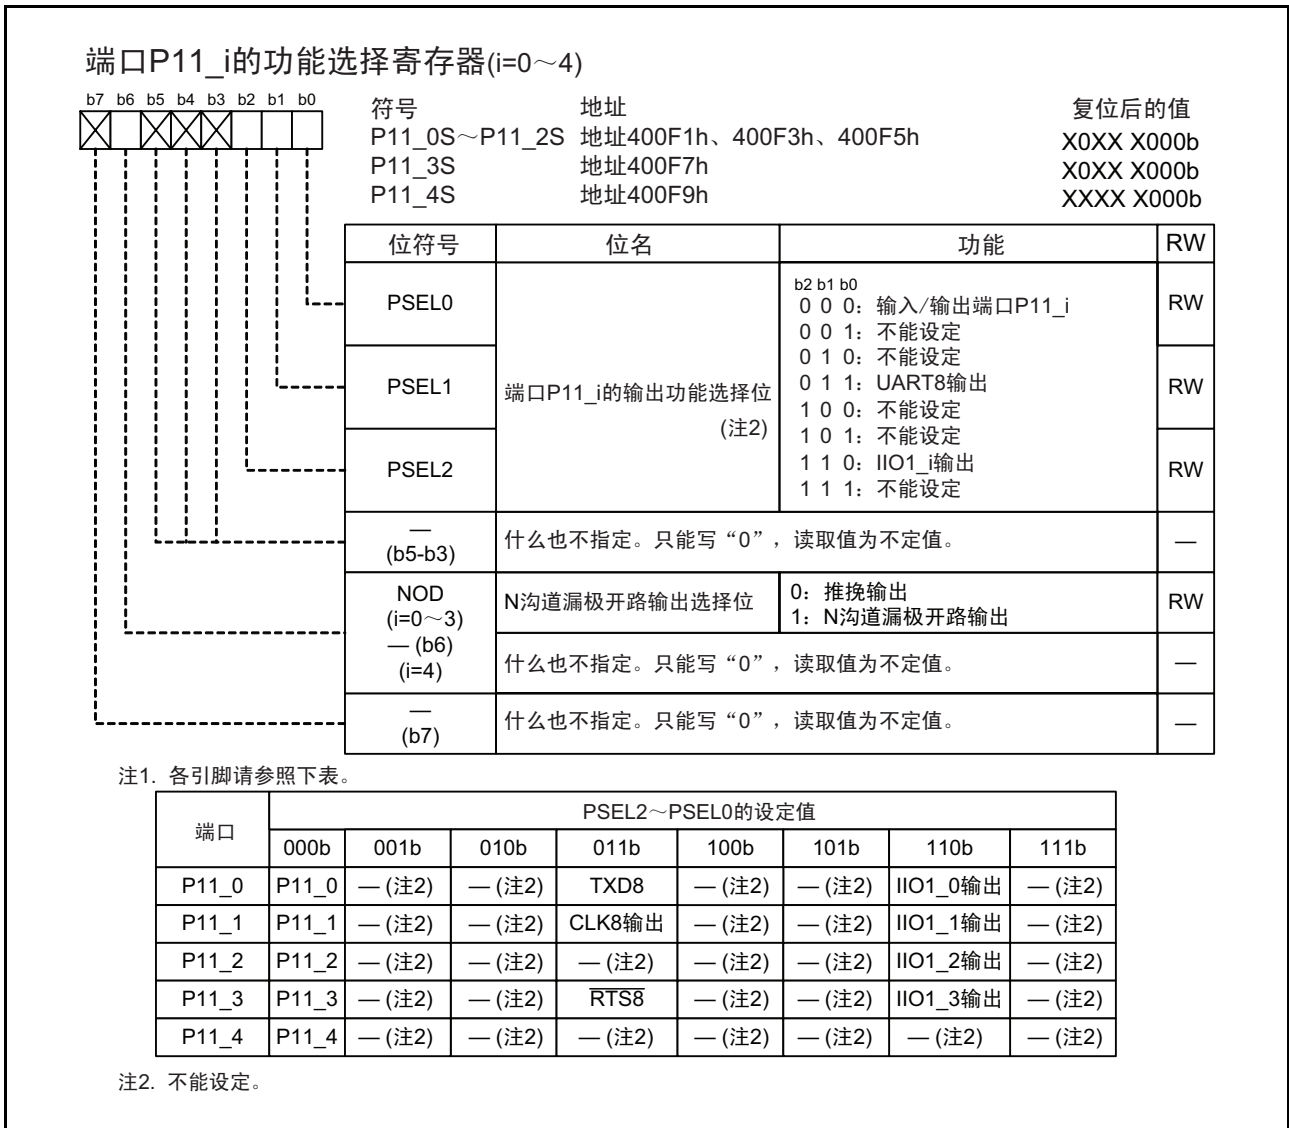 端口P11_i的功能选择寄存器(i=0～4)
b7 b6 b5 b4 b3 b2 b1 b0
符号 地址 复位后的值
P11_0S～P11_2S 地址400F1h、400F3h、400F5h X0XX X000b
P11_3S 地址400F7h X0XX X000b
P11_4S 地址400F9h XXXX X000b
位符号 位名 功能 RW
PSEL0 RW
PSEL1 RW
PSEL2 RW
端口P11_i的输出功能选择位
(注2)
b2 b1 b0
0 0 0：输入/输出端口P11_i
0 0 1：不能设定
0 1 0：不能设定
0 1 1：UART8输出
1 0 0：不能设定
1 0 1：不能设定
1 1 0：IIO1_i输出
1 1 1：不能设定
—
(b5-b3)
什么也不指定。只能写“0”，读取值为不定值。 —
NOD
(i=0～3)
— (b6)
(i=4)
N沟道漏极开路输出选择位
0：推挽输出
1：N沟道漏极开路输出
RW
什么也不指定。只能写“0”，读取值为不定值。 —
—
(b7)
什么也不指定。只能写“0”，读取值为不定值。 —
注1. 各引脚请参照下表。
端口 PSEL2～PSEL0的设定值
000b 001b 010b 011b 100b 101b 110b 111b
P11_0 P11_0 — (注2) — (注2) TXD8 — (注2) — (注2) IIO1_0输出 — (注2)
P11_1 P11_1 — (注2) — (注2) CLK8输出 — (注2) — (注2) IIO1_1输出 — (注2)
P11_2 P11_2 — (注2) — (注2) — (注2) — (注2) — (注2) IIO1_2输出 — (注2)
P11_3 P11_3 — (注2) — (注2) RTS8 — (注2) — (注2) IIO1_3输出 — (注2)
P11_4 P11_4 — (注2) — (注2) — (注2) — (注2) — (注2) — (注2) — (注2)
注2. 不能设定。